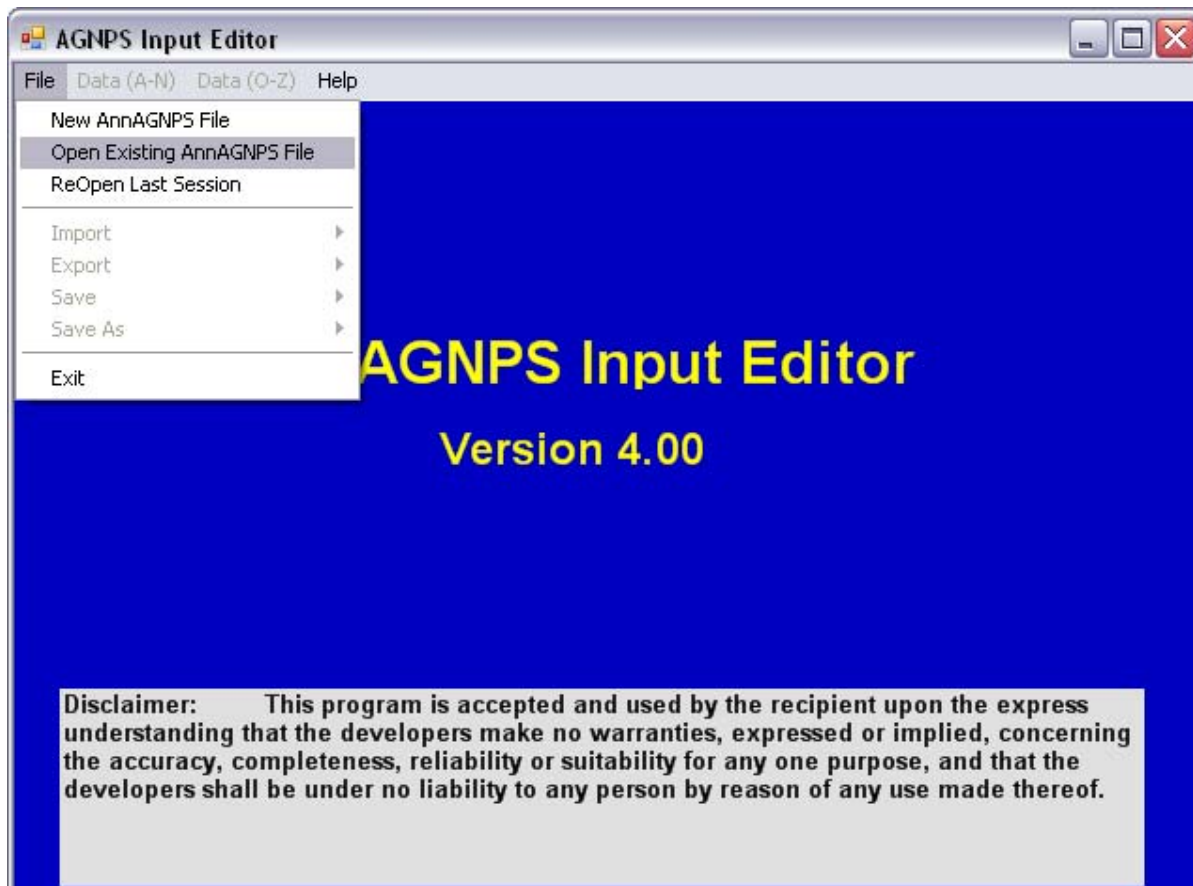 AGNPS Input Editor
File Data (A-N) Data (O-Z) Help
New AnnAGNPS File
Open Existing AnnAGNPS File
ReOpen Last Session
Import
Export
Save
Save As
Exit
AGNPS Input Editor
Version 4.00
Disclaimer: This program is accepted and used by the recipient upon the express
understanding that the developers make no warranties, expressed or implied, concerning
the accuracy, completeness, reliability or suitability for any one purpose, and that the
developers shall be under no liability to any person by reason of any use made thereof.